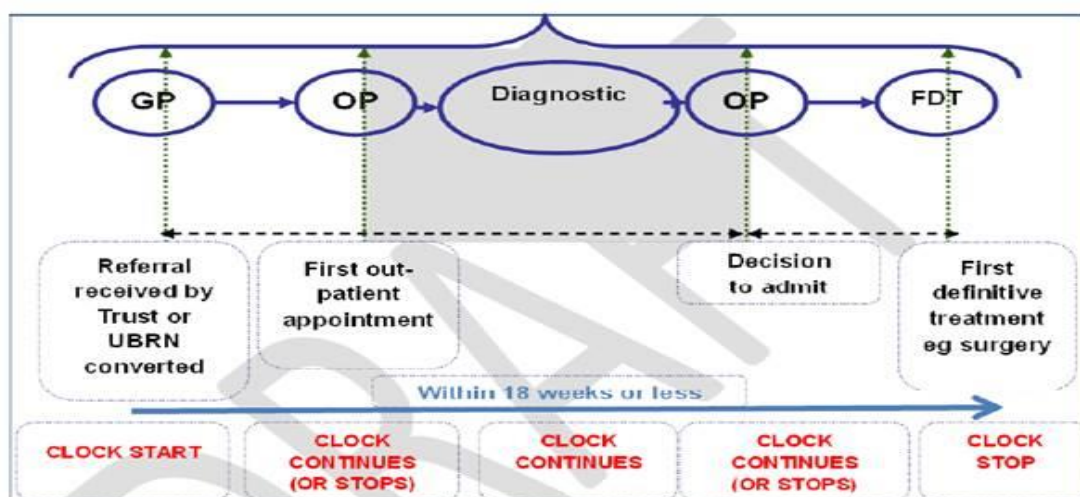 GP
OP
Diagnostic
OP
FDT
Referral
received by
Trust or
UBRN
converted
First out-
patient
appointment
Decision
to admit
First
definitive
treatment
eg surgery
Within 18 weeks or less
CLOCK START
CLOCK
CONTINUES
(OR STOPS)
CLOCK
CONTINUES
CLOCK
CONTINUES
(OR STOPS)
CLOCK
STOP
DRAFT